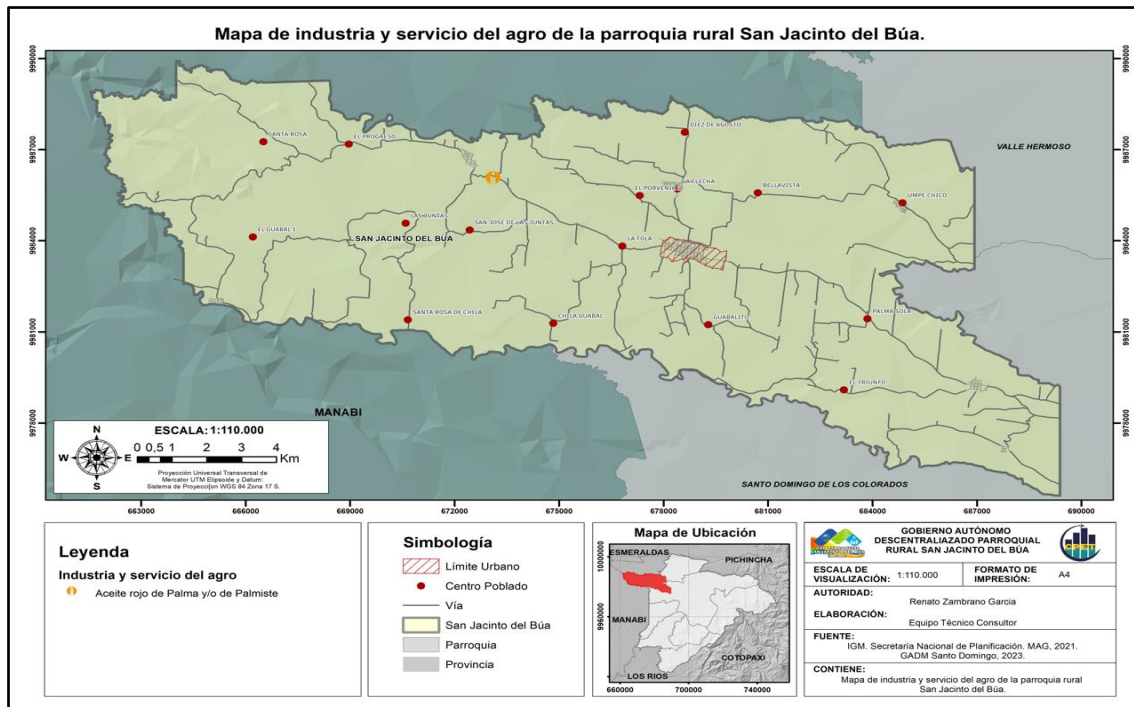 Mapa de industria y servicio del agro de la parroquia rural San Jacinto del Búa.
9990000
9990000
DIEZ DE AGOSTO
SANTA ROSA
EL PROGRESO
9987000
9987000
VALLE HERMOSO
EL PORVENIR
LA FLECHA
BELLAVISTA
UMPE CHICO
LAS JUNTAS
SAN JOSE DE LAS JUNTAS
EL GUABAL 1
SAN JACINTO DEL BÚA
LA TOLA
9984000
9984000
SANTA ROSA DE CHILA
CHILA GUABAL
GUABALITO
PALMA SOLA
9981000
9981000
EL TRIUNFO
MANABI
9978000
9978000
SANTO DOMINGO DE LOS COLORADOS
N
W
E
S
ESCALA: 1:110.000
0 0,5 1 2 3 4
Km
Proyección Universal Transversal de
Mercator UTM Elipsoide y Datum:
Sistema de Proyecci[on WGS 84 Zona 17 S.
663000 666000 669000 672000 675000 678000 681000 684000 687000 690000
Leyenda
Industria y servicio del agro
Aceite rojo de Palma y/o de Palmiste
Simbología
Límite Urbano
Centro Poblado
Vía
San Jacinto del Búa
Parroquia
Provincia
Mapa de Ubicación
ESMERALDAS
PICHINCHA
MANABI
COTOPAXI
LOS RIOS
10000000
9960000
660000 700000 740000
GOBIERNO AUTÓNOMO
DESCENTRALIAZADO PARROQUIAL
RURAL SAN JACINTO DEL BÚA
ESCALA DE
VISUALIZACIÓN: 1:110.000
FORMATO DE
IMPRESIÓN: A4
AUTORIDAD:
Renato Zambrano Garcia
ELABORACIÓN:
Equipo Técnico Consultor
FUENTE:
IGM. Secretaría Nacional de Planificación. MAG, 2021.
GADM Santo Domingo, 2023.
CONTIENE:
Mapa de industria y servicio del agro de la parroquia rural
San Jacinto del Búa.